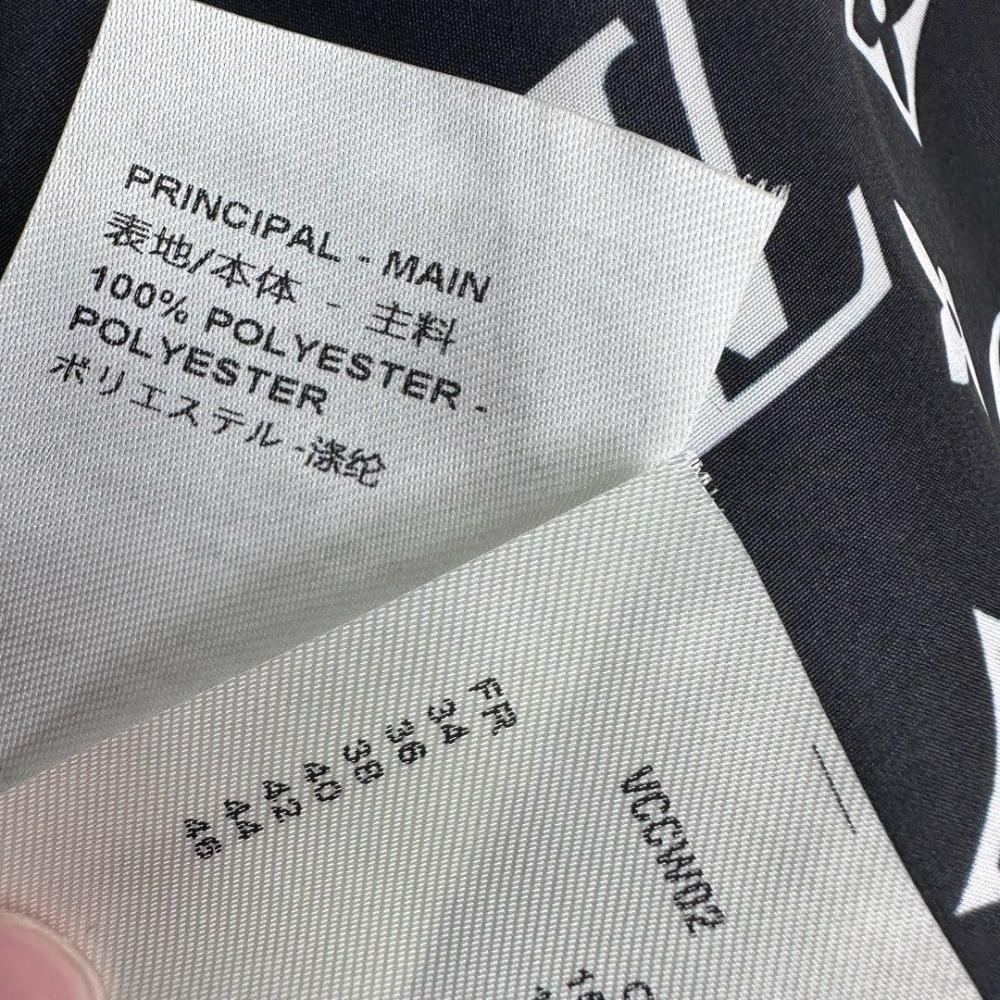 PRINCIPAL - MAIN
表地/本体 - 主料
100% POLYESTER -
POLYESTER
ポリエステル -涤纶
FR
34
36
38
40
42
44
46
VCCW02